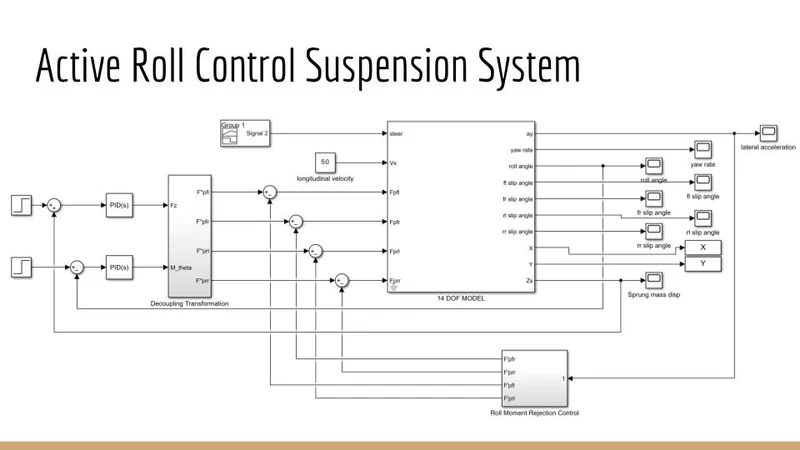 Active Roll Control Suspension System
Group 1
Signal 2
steer
ay
lateral acceleration
yaw rate
yaw rate
50
Vx
longitudinal velocity
roll angle
roll angle
F*pfl
Fpfl
fl slip angle
fl slip angle
PID(s)
Fz
fr slip angle
fr slip angle
F*pfr
Fpfr
rl slip angle
rl slip angle
rr slip angle
rr slip angle
F*prl
Fprl
X
X
PID(s)
M_theta
Y
Y
F*prr
Fprr
Zs
Sprung mass disp
Decoupling Transformation
14 DOF MODEL
F'pfr
F'prr
1
F'pfl
F'prl
Roll Moment Rejection Control